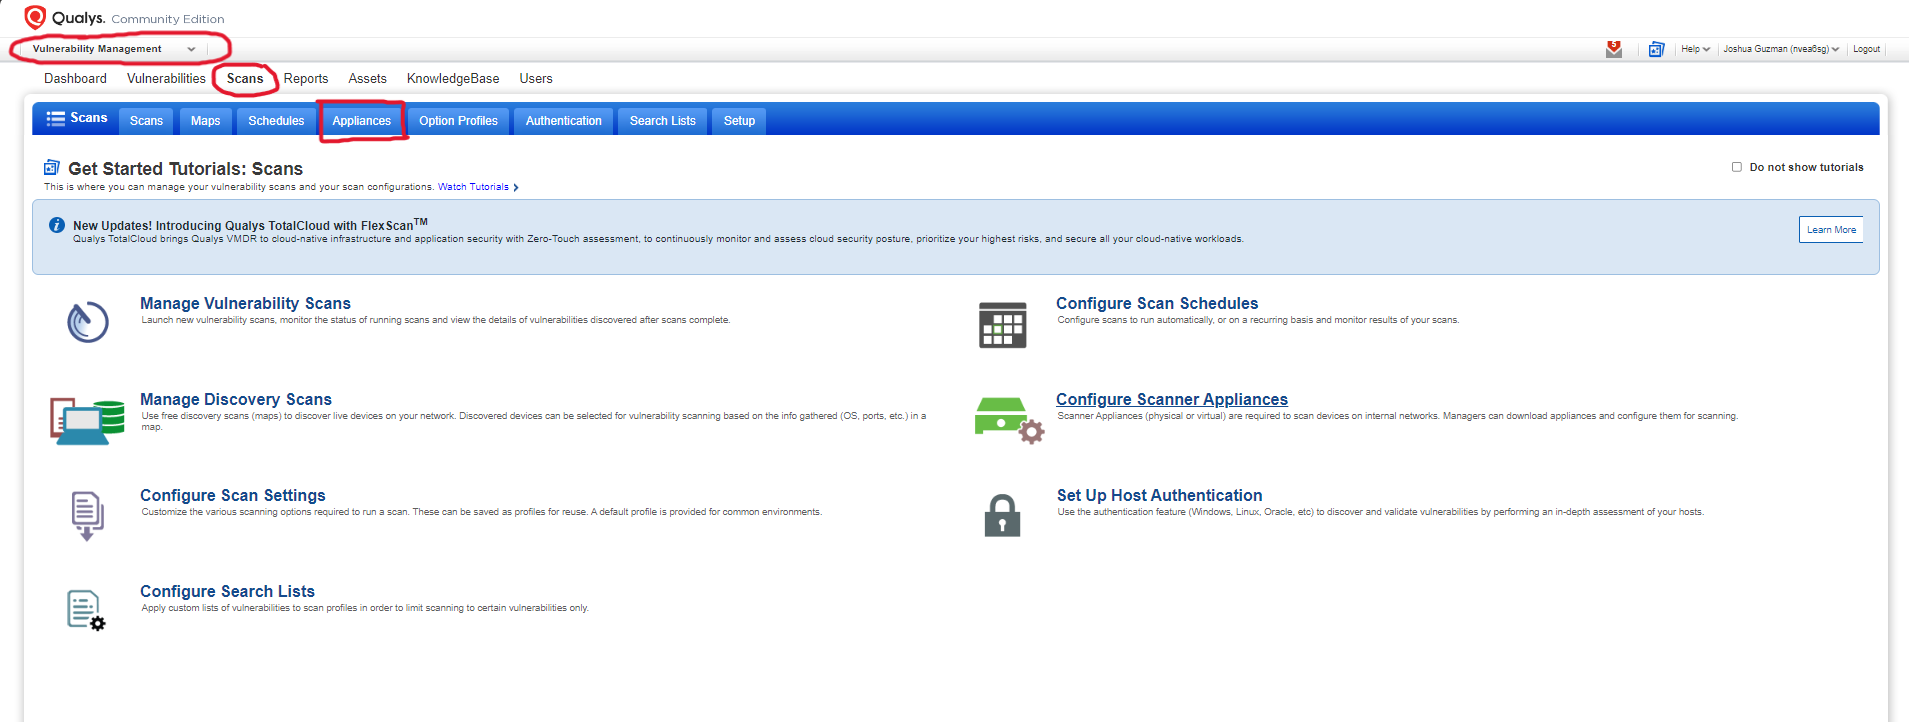 Qualys. Community Edition
Vulnerability Management
5
Help
Joshua Guzman (nvea6sg)
Logout
Dashboard Vulnerabilities Scans Reports Assets KnowledgeBase Users
Scans Scans Maps Schedules Appliances Option Profiles Authentication Search Lists Setup
Get Started Tutorials: Scans
Do not show tutorials
This is where you can manage your vulnerability scans and your scan configurations. Watch Tutorials
New Updates! Introducing Qualys TotalCloud with FlexScan™
Qualys TotalCloud brings Qualys VMDR to cloud-native infrastructure and application security with Zero-Touch assessment, to continuously monitor and assess cloud security posture, prioritize your highest risks, and secure all your cloud-native workloads.
Learn More
Manage Vulnerability Scans
Launch new vulnerability scans, monitor the status of running scans and view the details of vulnerabilities discovered after scans complete.
Configure Scan Schedules
Configure scans to run automatically, or on a recurring basis and monitor results of your scans.
Manage Discovery Scans
Use free discovery scans (maps) to discover live devices on your network. Discovered devices can be selected for vulnerability scanning based on the info gathered (OS, ports, etc.) in a
map.
Configure Scanner Appliances
Scanner Appliances (physical or virtual) are required to scan devices on internal networks. Managers can download appliances and configure them for scanning.
Configure Scan Settings
Customize the various scanning options required to run a scan. These can be saved as profiles for reuse. A default profile is provided for common environments.
Set Up Host Authentication
Use the authentication feature (Windows, Linux, Oracle, etc) to discover and validate vulnerabilities by performing an in-depth assessment of your hosts.
Configure Search Lists
Apply custom lists of vulnerabilities to scan profiles in order to limit scanning to certain vulnerabilities only.